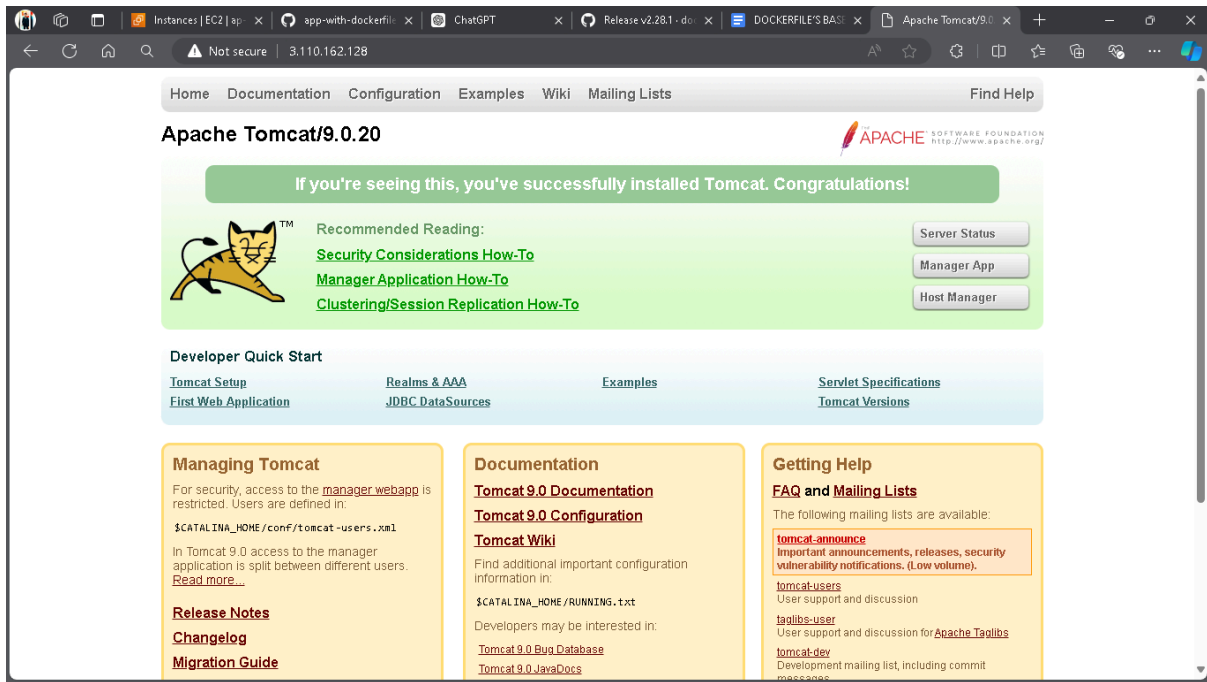 Instances | EC2 | ap-
app-with-dockerfile
ChatGPT
Release v2.28.1 · do
DOCKERFILE'S BASE
Apache Tomcat/9.0
Not secure
3.110.162.128
Home Documentation Configuration Examples Wiki Mailing Lists Find Help
Apache Tomcat/9.0.20
THE
APACHE SOFTWARE FOUNDATION
http://www.apache.org/
If you're seeing this, you've successfully installed Tomcat. Congratulations!
TM
Recommended Reading:
Security Considerations How-To
Manager Application How-To
Clustering/Session Replication How-To
Server Status
Manager App
Host Manager
Developer Quick Start
Tomcat Setup
First Web Application
Realms & AAA
JDBC DataSources
Examples
Servlet Specifications
Tomcat Versions
Managing Tomcat
For security, access to the manager webapp is
restricted. Users are defined in:
$CATALINA_HOME/conf/tomcat-users.xml
In Tomcat 9.0 access to the manager
application is split between different users.
Read more...
Release Notes
Changelog
Migration Guide
Documentation
Tomcat 9.0 Documentation
Tomcat 9.0 Configuration
Tomcat Wiki
Find additional important configuration
information in:
$CATALINA_HOME/RUNNING.txt
Developers may be interested in:
Tomcat 9.0 Bug Database
Tomcat 9.0 JavaDocs
Getting Help
FAQ and Mailing Lists
The following mailing lists are available:
tomcat-announce
Important announcements, releases, security
vulnerability notifications. (Low volume).
tomcat-users
User support and discussion
taglibs-user
User support and discussion for Apache Taglibs
tomcat-dev
Development mailing list, including commit
messages